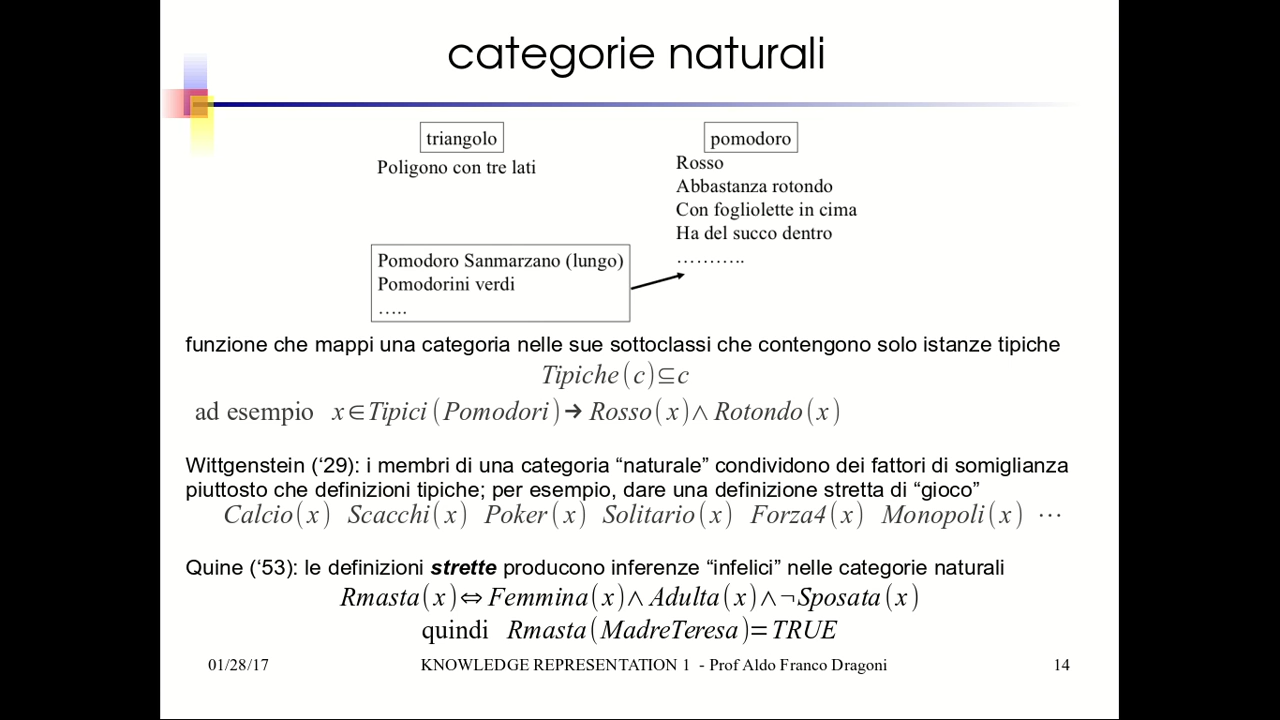 categorie naturali
triangolo
Poligono con tre lati
pomodoro
Rosso
Abbastanza rotondo
Con fogliolette in cima
Ha del succo dentro
………..
Pomodoro Sanmarzano (lungo)
Pomodorini verdi
…..
funzione che mappi una categoria nelle sue sottoclassi che contengono solo istanze tipiche
Tipiche(c)⊆c
ad esempio x∈Tipici(Pomodori)→Rosso(x)∧Rotondo(x)
Wittgenstein (‘29): i membri di una categoria “naturale” condividono dei fattori di somiglianza
piuttosto che definizioni tipiche; per esempio, dare una definizione stretta di “gioco”
Calcio(x) Scacchi(x) Poker(x) Solitario(x) Forza4(x) Monopoli(x) ⋯
Quine (‘53): le definizioni strette producono inferenze “infelici” nelle categorie naturali
Rmasta(x)⇔Femmina(x)∧Adulta(x)∧¬Sposata(x)
quindi Rmasta(MadreTeresa)=TRUE
01/28/17 KNOWLEDGE REPRESENTATION 1 - Prof Aldo Franco Dragoni 14